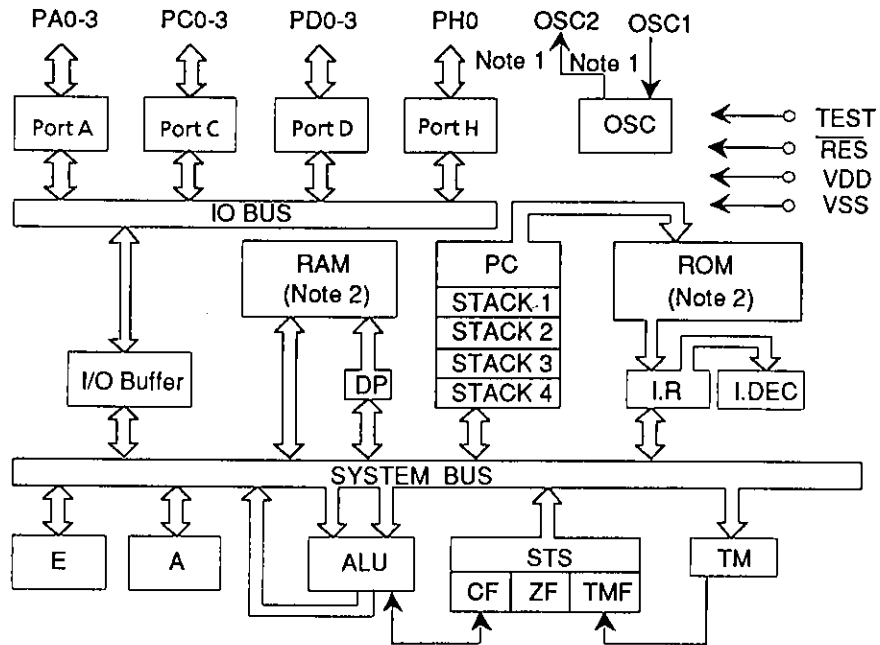 PA0-3 PC0-3 PD0-3 PH0 OSC2 OSC1
Note 1 Note 1
Port A Port C Port D Port H OSC
TEST
RES
VDD
VSS
IO BUS
RAM
(Note 2)
PC
STACK 1
STACK 2
STACK 3
STACK 4
ROM
(Note 2)
I/O Buffer
DP
I.R
I.DEC
SYSTEM BUS
E
A
ALU
STS
CF ZF TMF
TM